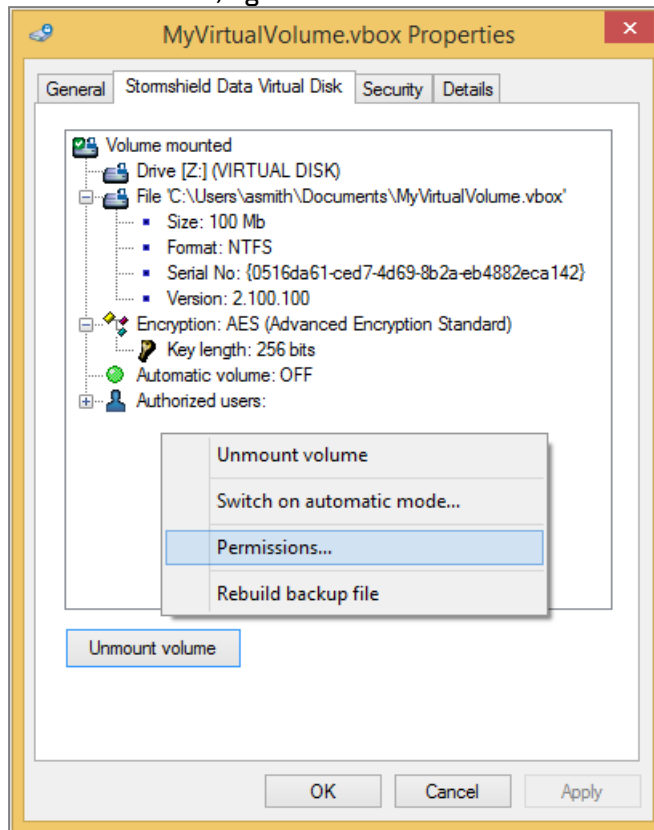 MyVirtualVolume.vbox Properties
General Stormshield Data Virtual Disk Security Details
Volume mounted
Drive [Z:] (VIRTUAL DISK)
File 'C:\Users\asmith\Documents\MyVirtualVolume.vbox'
Size: 100 Mb
Format: NTFS
Serial No: {0516da61-ced7-4d69-8b2a-eb4882eca142}
Version: 2.100.100
Encryption: AES (Advanced Encryption Standard)
Key length: 256 bits
Automatic volume: OFF
Authorized users:
Unmount volume
Switch on automatic mode...
Permissions...
Rebuild backup file
Unmount volume
OK Cancel Apply